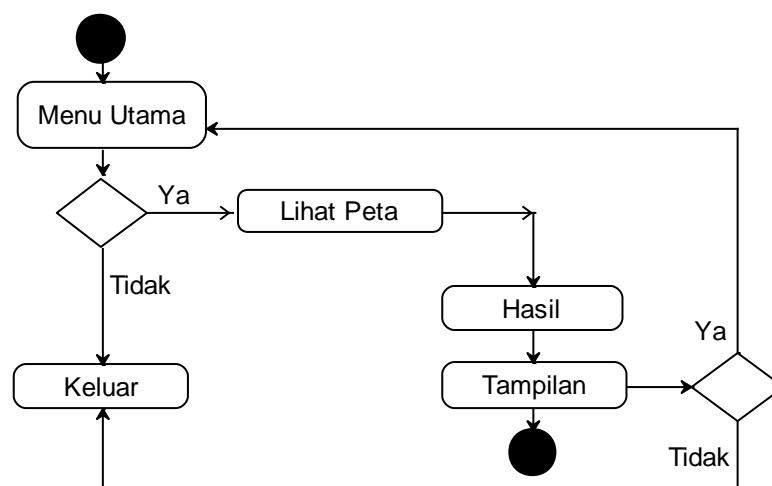 Menu Utama
Ya
Lihat Peta
Tidak
Hasil
Ya
Keluar
Tampilan
Tidak